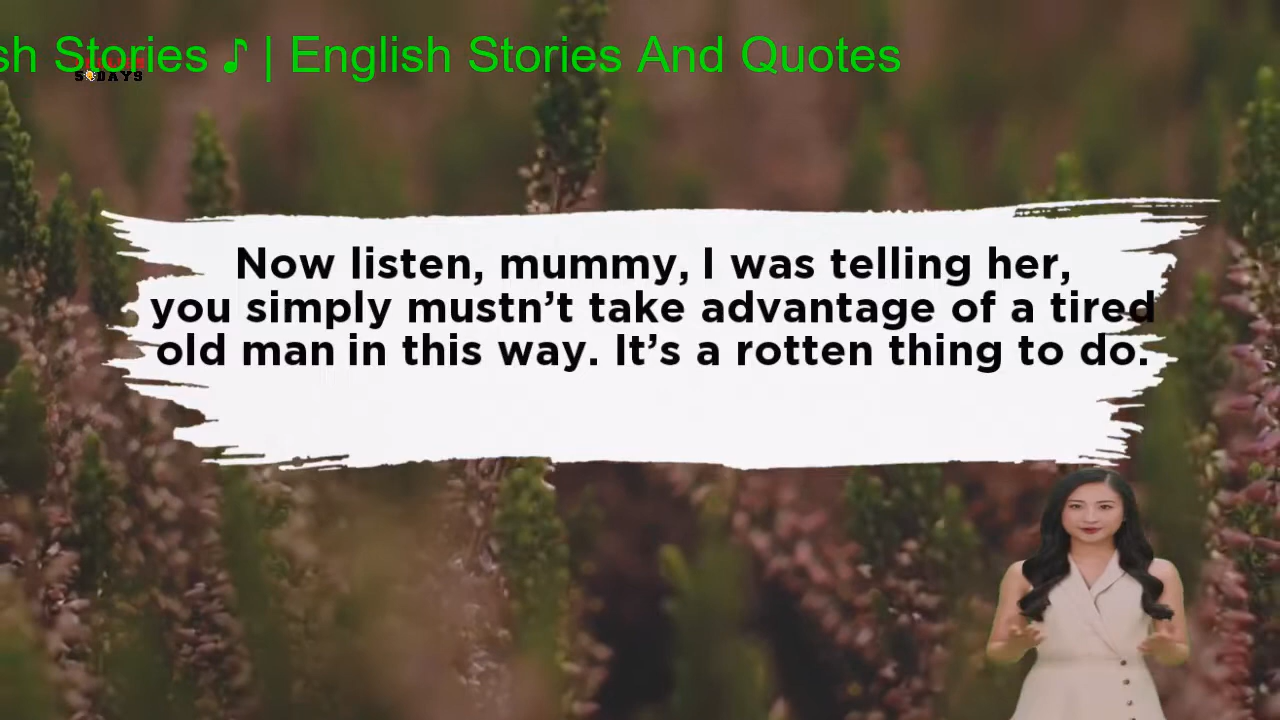 sh Stories ♪ | English Stories And Quotes
DAYS
Now listen, mummy, I was telling her,
you simply mustn’t take advantage of a tired
old man in this way. It’s a rotten thing to do.